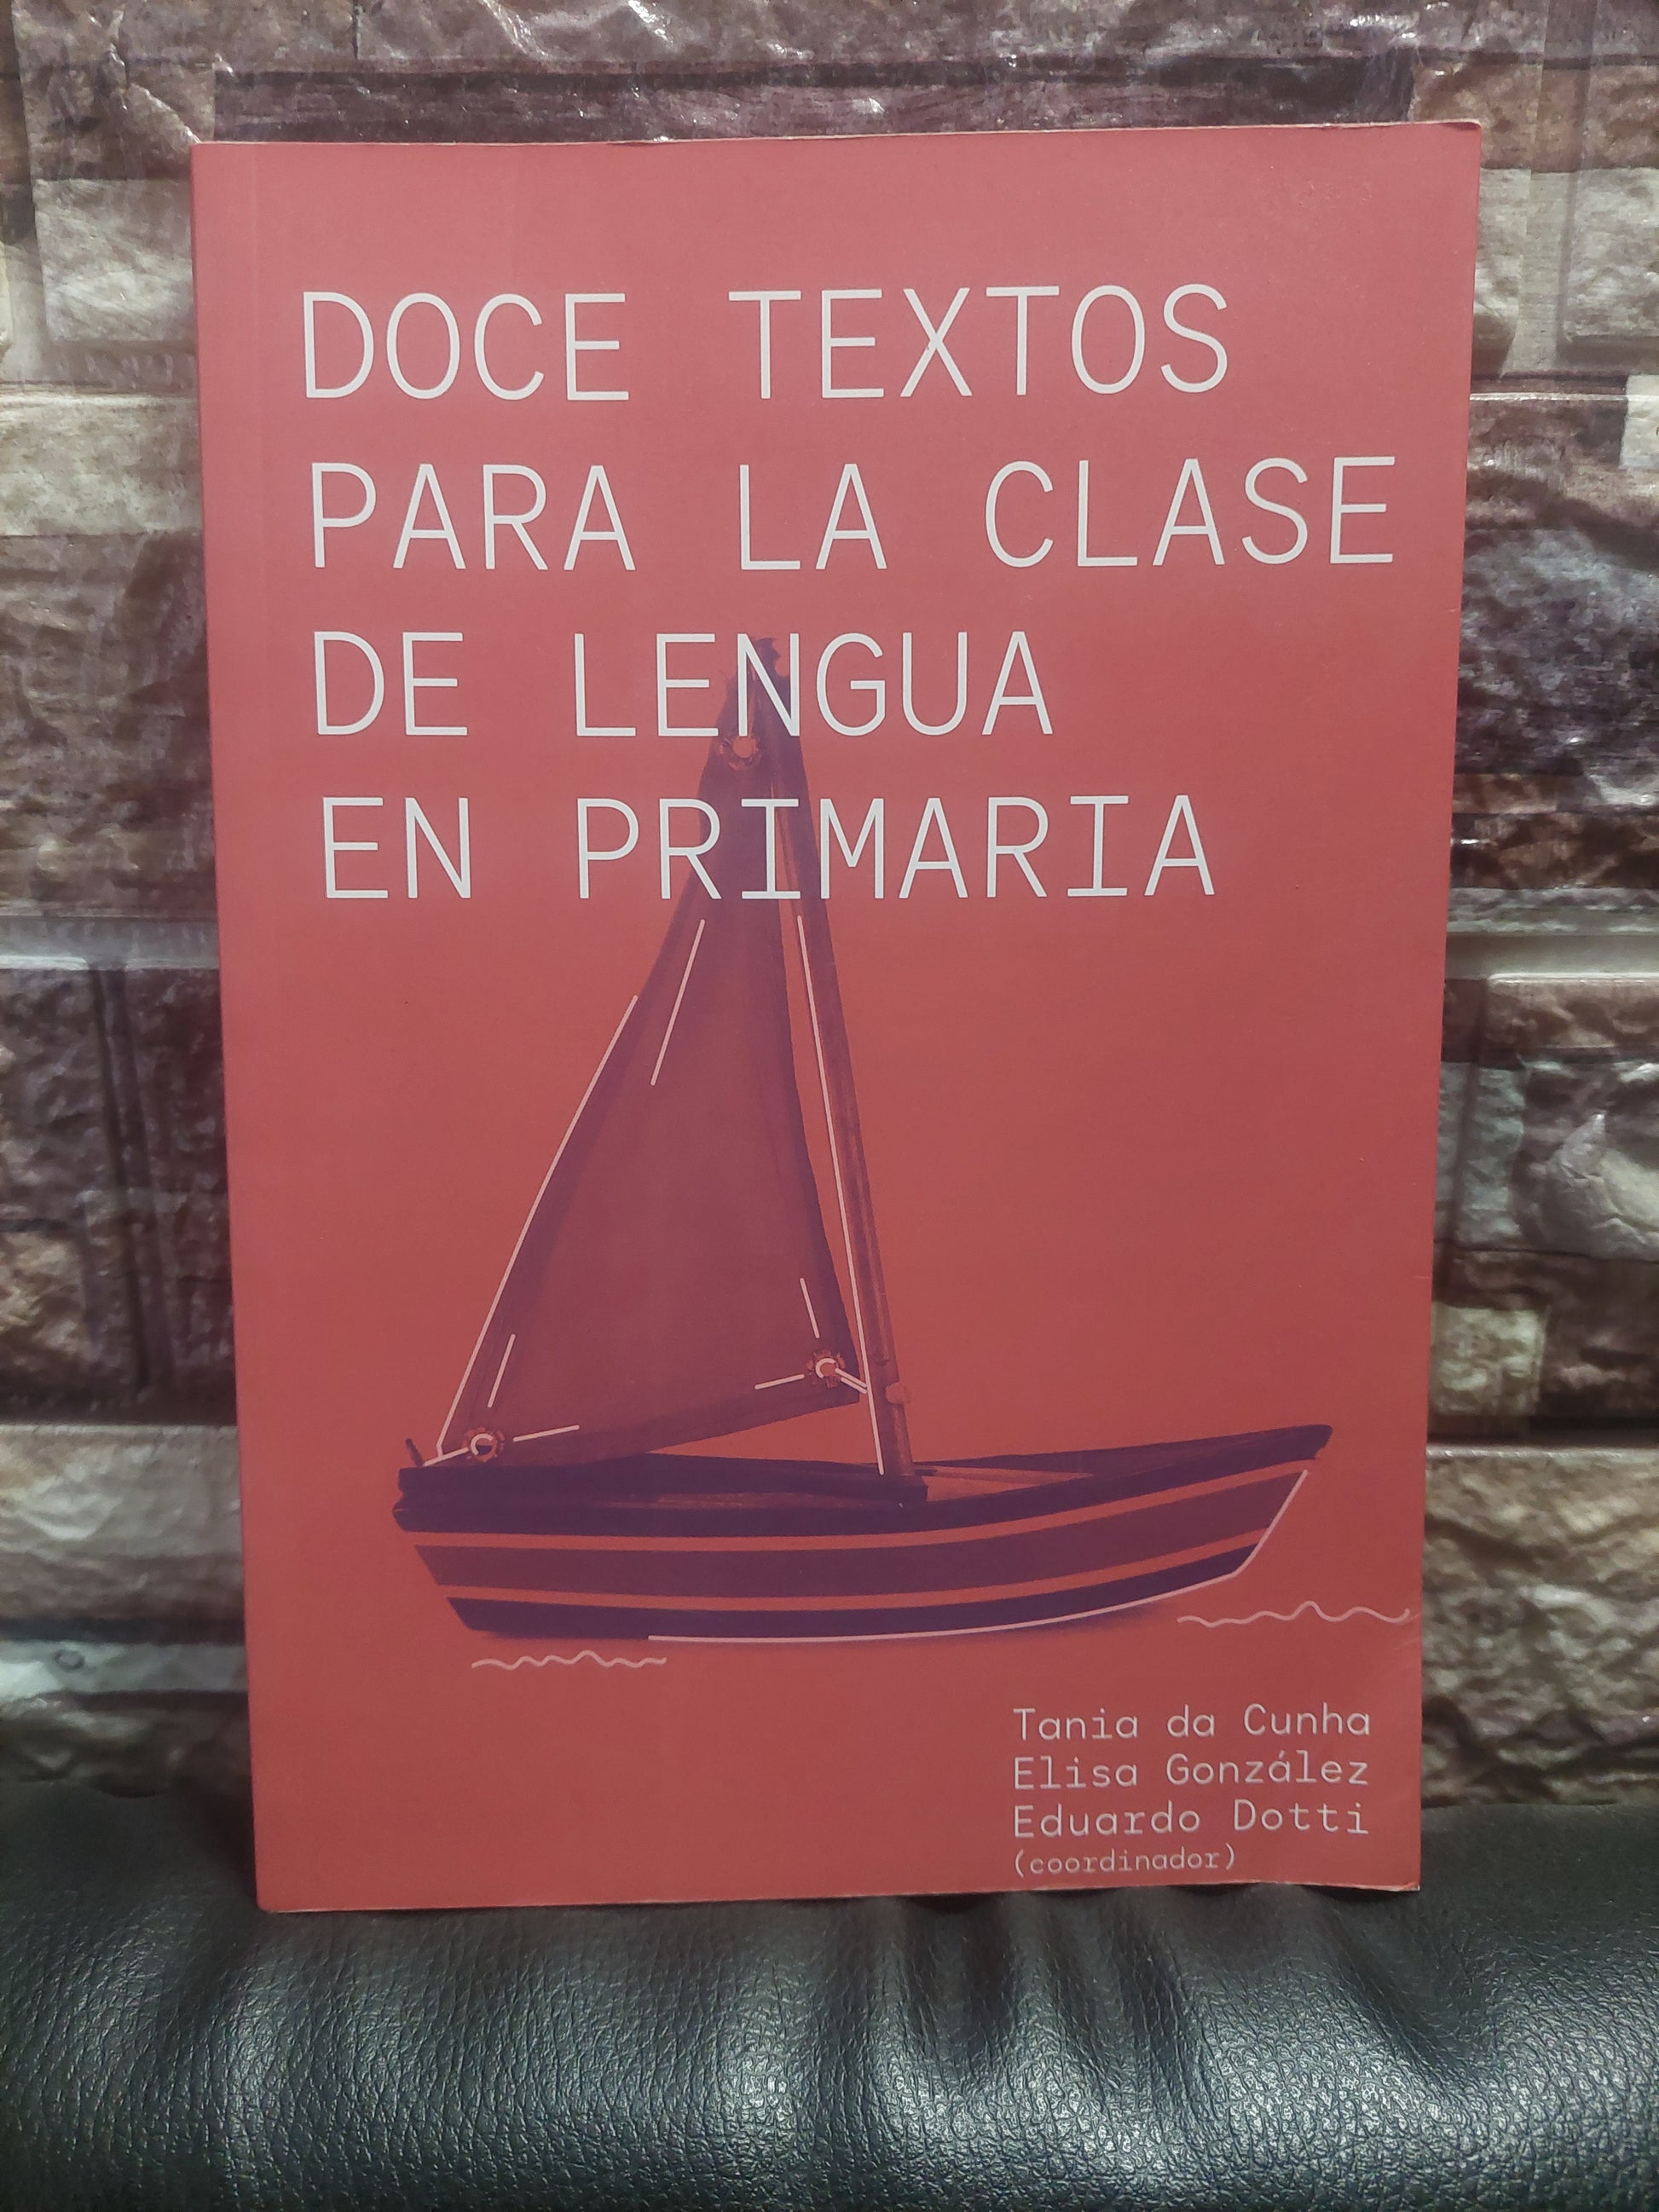 DOCE TEXTOS
PARA LA CLASE
DE LENGUA
EN PRIMARIA
Tania da Cunha
Elisa González
Eduardo Dotti
(coordinador)